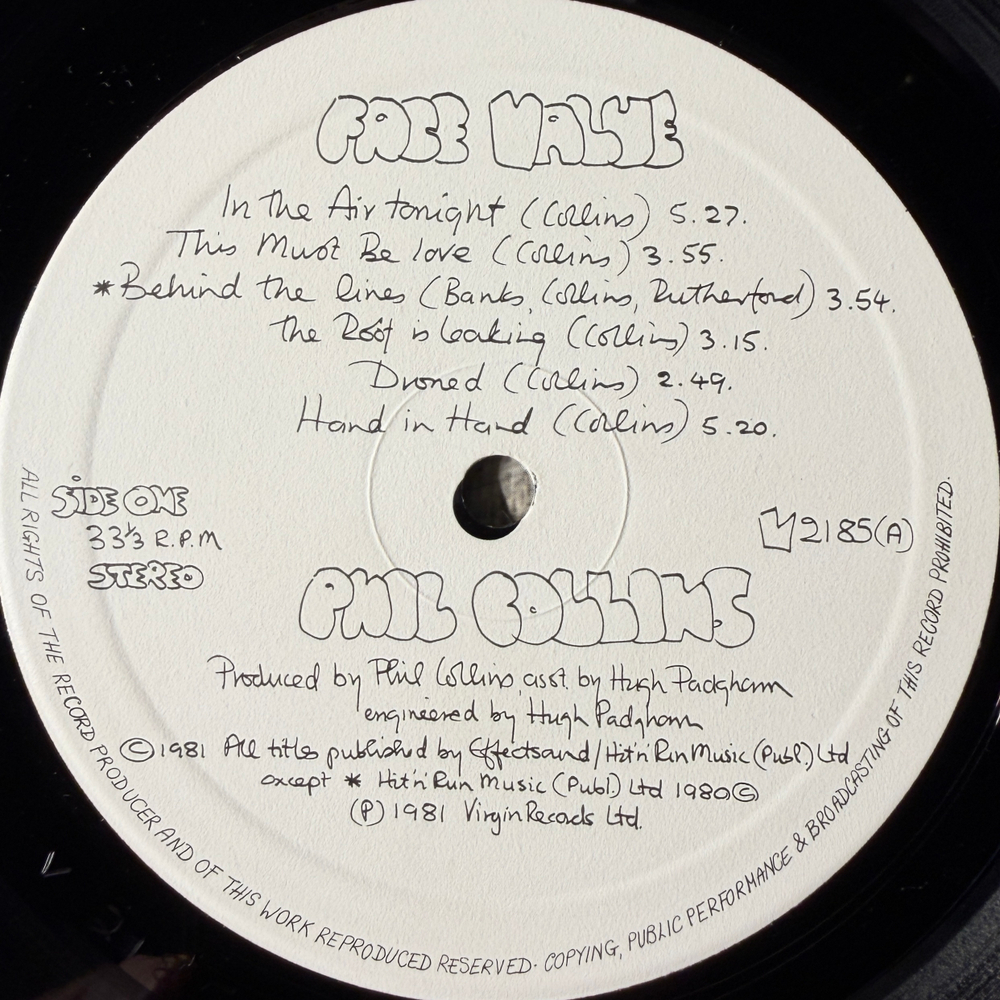 FACE VALUE
In the Air tonight (Collins) 5.27.
This Must Be love (Collins) 3.55.
*Behind the lines (Banks, Collins, Rutherford) 3.54.
the Roof is leaking (Collins) 3.15.
Droned (Collins) 2.49.
Hand in Hand (Collins) 5.20.
SiDE ONE
33⅓ R.P.M
STEREO
V2185(A)
PHIL COLLINS
Produced by Phil Collins, asst. by Hugh Padgham
engineered by Hugh Padgham
©1981 All titles published by Effectsound/Hit'n'Run Music (Publ.) Ltd
except * Hit'n'Run Music (Publ.) Ltd 1980©
(P) 1981 Virgin Records Ltd.
ALL RIGHTS OF THE RECORD PRODUCER AND OF THIS WORK REPRODUCED RESERVED. COPYING, PUBLIC PERFORMANCE & BROADCASTING OF THIS RECORD PROHIBITED.